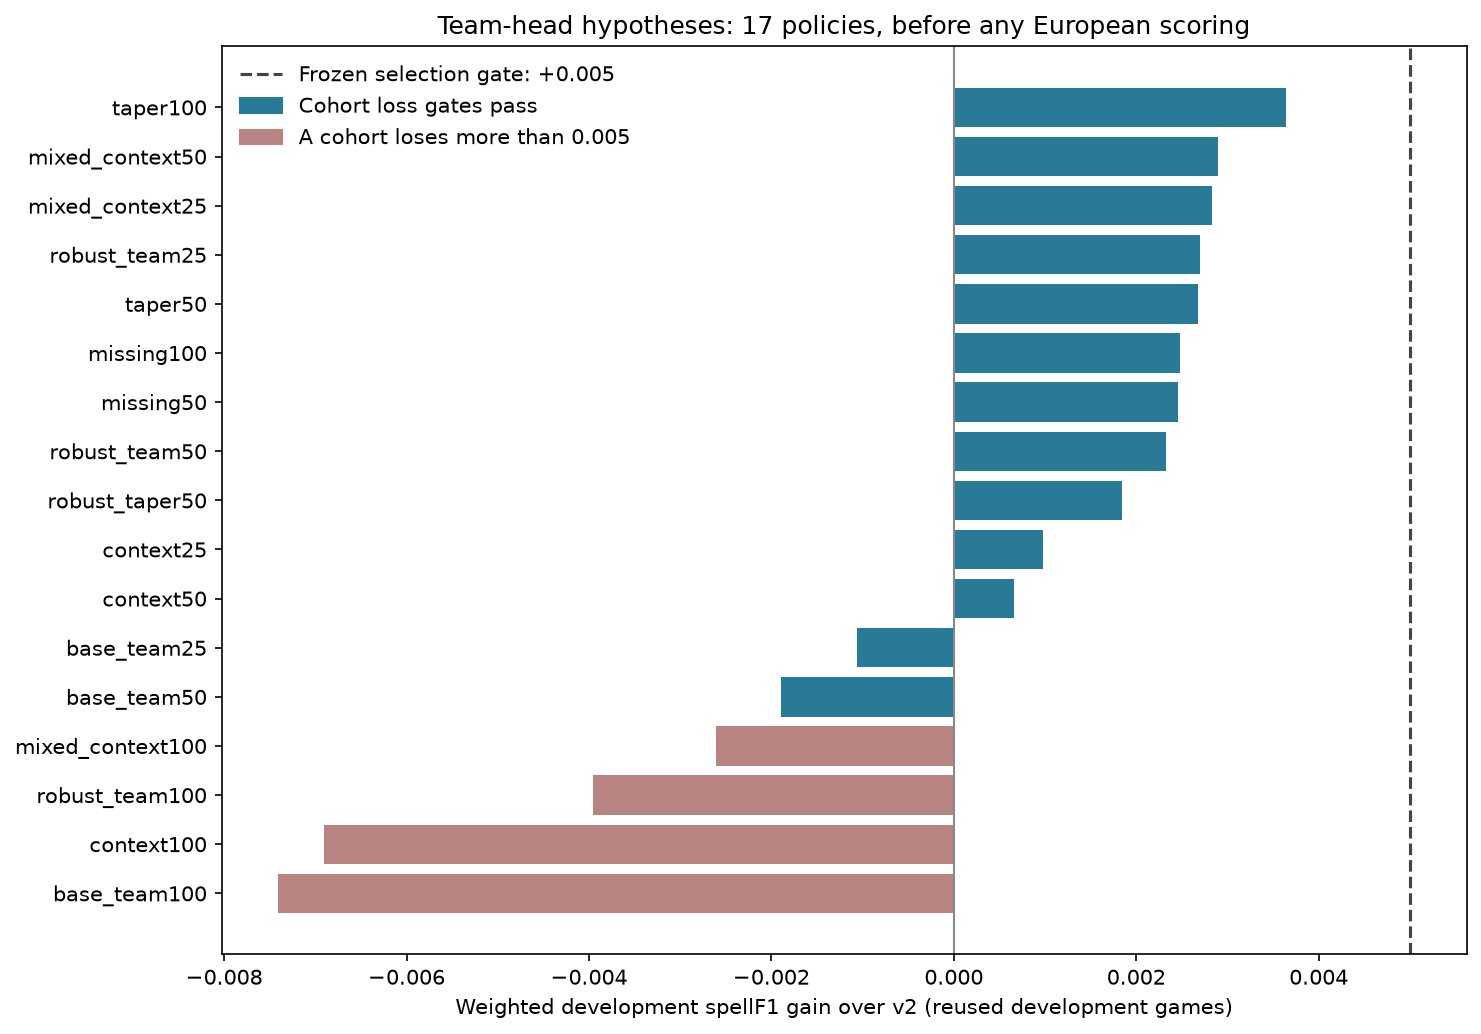 Team-head hypotheses: 17 policies, before any European scoring
Frozen selection gate: +0.005
Cohort loss gates pass
A cohort loses more than 0.005
taper100
mixed_context50
mixed_context25
robust_team25
taper50
missing100
missing50
robust_team50
robust_taper50
context25
context50
base_team25
base_team50
mixed_context100
robust_team100
context100
base_team100
−0.008 −0.006 −0.004 −0.002 0.000 0.002 0.004
Weighted development spellF1 gain over v2 (reused development games)